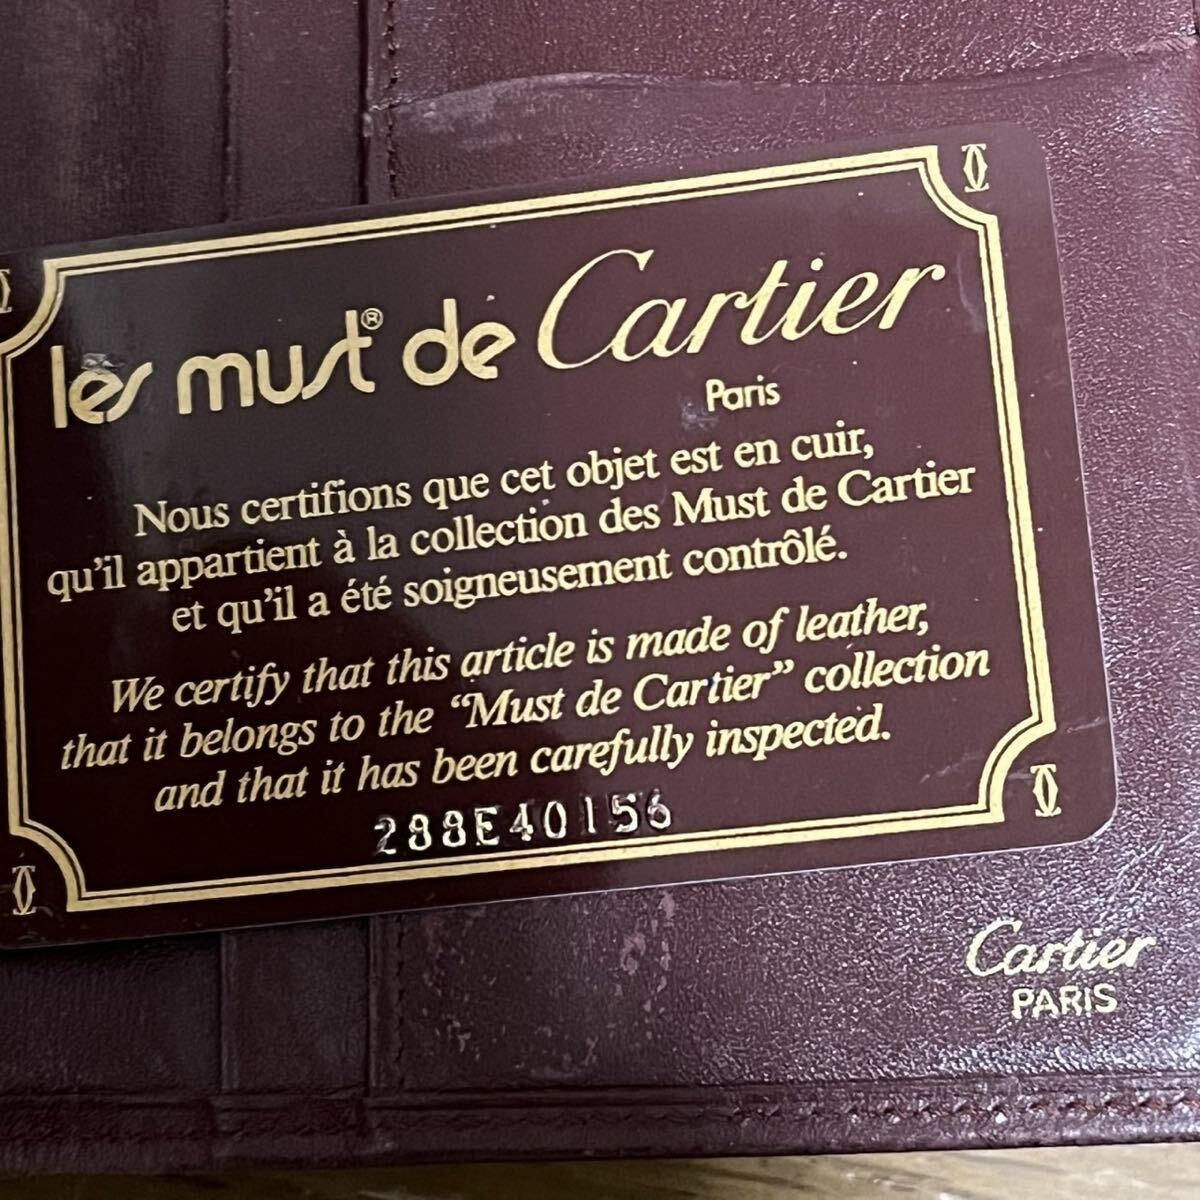 les must® de Cartier
Paris
Nous certifions que cet objet est en cuir,
qu'il appartient à la collection des Must de Cartier
et qu'il a été soigneusement contrôlé.
We certify that this article is made of leather,
that it belongs to the “Must de Cartier” collection
and that it has been carefully inspected.
288E40156
Cartier
PARIS